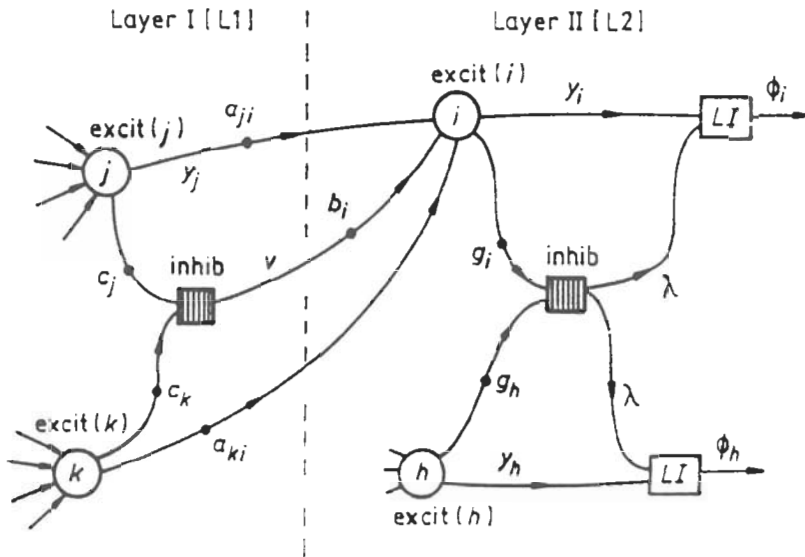 Layer I [L1]
Layer II [L2]
excit(i)
i
y_i
LI
ϕ_i
excit(j)
j
a_ji
y_j
c_j
inhib
v
b_i
g_i
inhib
λ
c_k
g_h
λ
excit(k)
k
a_ki
h
y_h
LI
ϕ_h
excit(h)